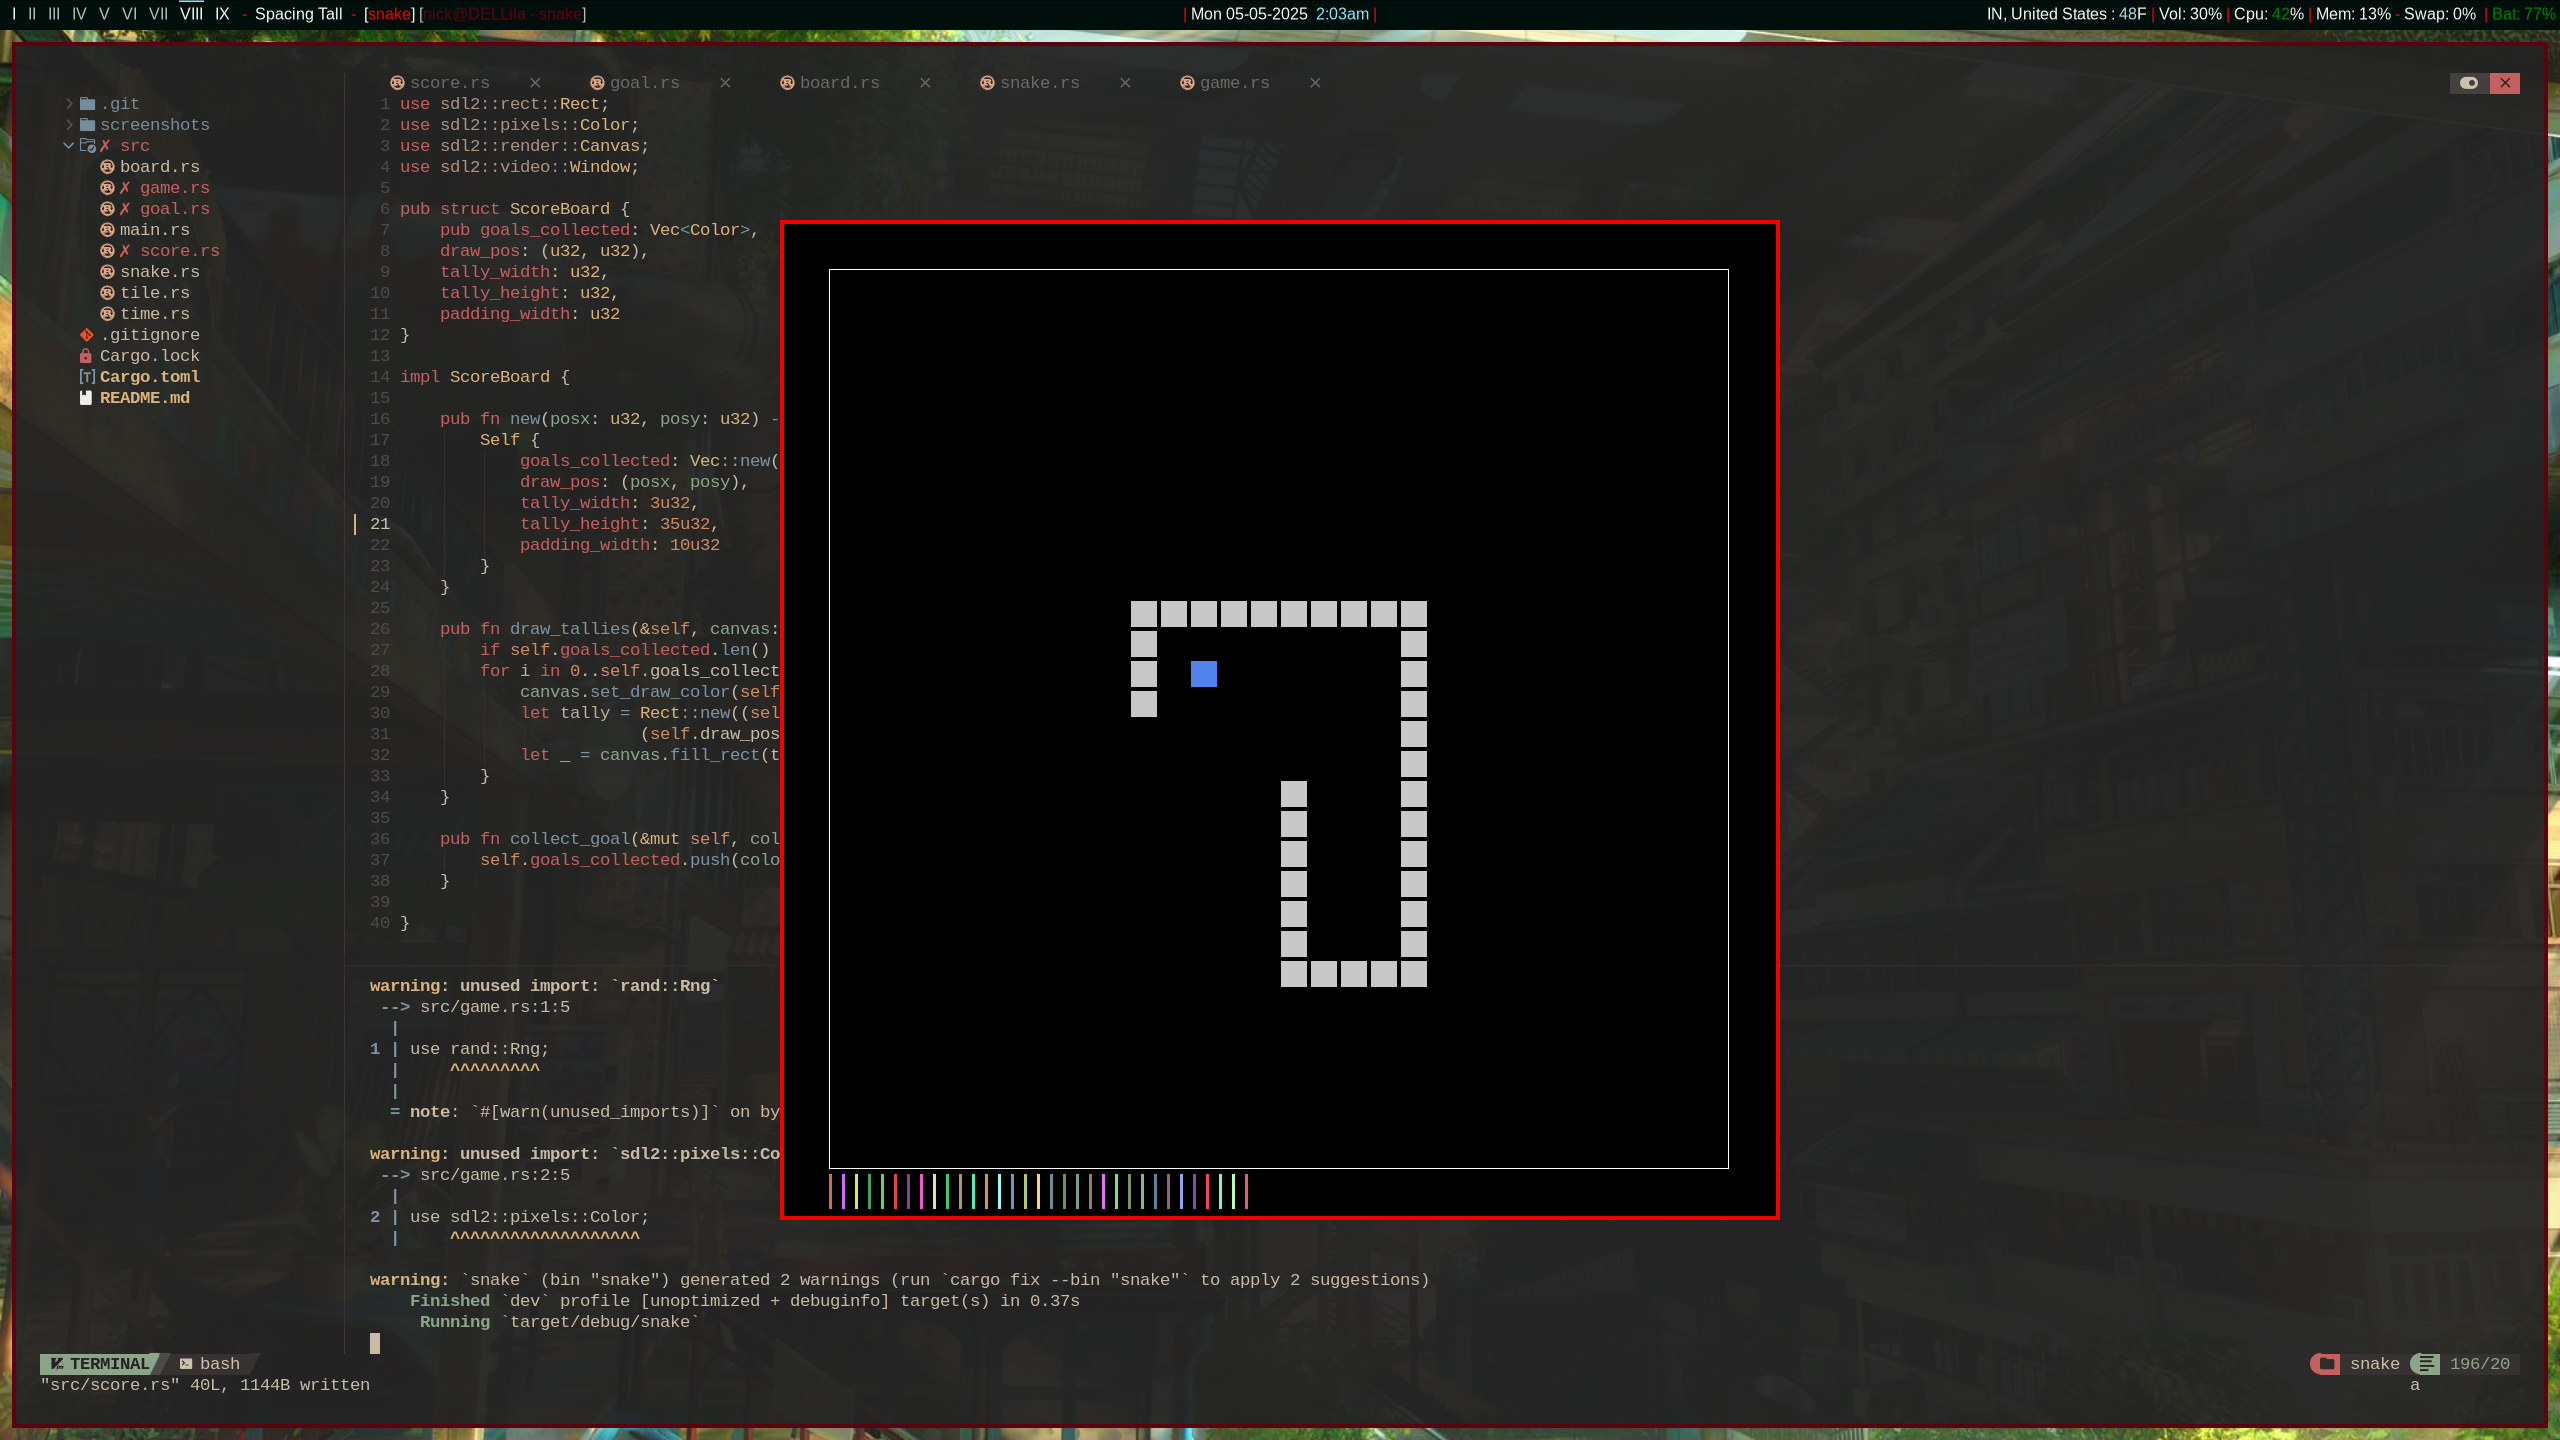 I II III IV V VI VII VIII IX - Spacing Tall - [snake] [nick@DELLila - snake]
| Mon 05-05-2025 2:03am |
IN, United States : 48F | Vol: 30% | Cpu: 42% | Mem: 13% - Swap: 0% | Bat: 77%
score.rs goal.rs board.rs snake.rs game.rs
.git
screenshots
✗ src
board.rs
✗ game.rs
✗ goal.rs
main.rs
✗ score.rs
snake.rs
tile.rs
time.rs
.gitignore
Cargo.lock
[T] Cargo.toml
README.md
1 use sdl2::rect::Rect;
2 use sdl2::pixels::Color;
3 use sdl2::render::Canvas;
4 use sdl2::video::Window;
5
6 pub struct ScoreBoard {
7 pub goals_collected: Vec<Color>,
8 draw_pos: (u32, u32),
9 tally_width: u32,
10 tally_height: u32,
11 padding_width: u32
12 }
13
14 impl ScoreBoard {
15
16 pub fn new(posx: u32, posy: u32) -
17 Self {
18 goals_collected: Vec::new(
19 draw_pos: (posx, posy),
20 tally_width: 3u32,
21 tally_height: 35u32,
22 padding_width: 10u32
23 }
24 }
25
26 pub fn draw_tallies(&self, canvas:
27 if self.goals_collected.len()
28 for i in 0..self.goals_collect
29 canvas.set_draw_color(self
30 let tally = Rect::new((sel
31 (self.draw_pos
32 let _ = canvas.fill_rect(t
33 }
34 }
35
36 pub fn collect_goal(&mut self, col
37 self.goals_collected.push(colo
38 }
39
40 }
warning: unused import: `rand::Rng`
--> src/game.rs:1:5
|
1 | use rand::Rng;
| ^^^^^^^^^
|
= note: `#[warn(unused_imports)]` on by
warning: unused import: `sdl2::pixels::Co
--> src/game.rs:2:5
|
2 | use sdl2::pixels::Color;
| ^^^^^^^^^^^^^^^^^^^
warning: `snake` (bin "snake") generated 2 warnings (run `cargo fix --bin "snake"` to apply 2 suggestions)
Finished `dev` profile [unoptimized + debuginfo] target(s) in 0.37s
Running `target/debug/snake`
TERMINAL bash
snake 196/20
"src/score.rs" 40L, 1144B written
a